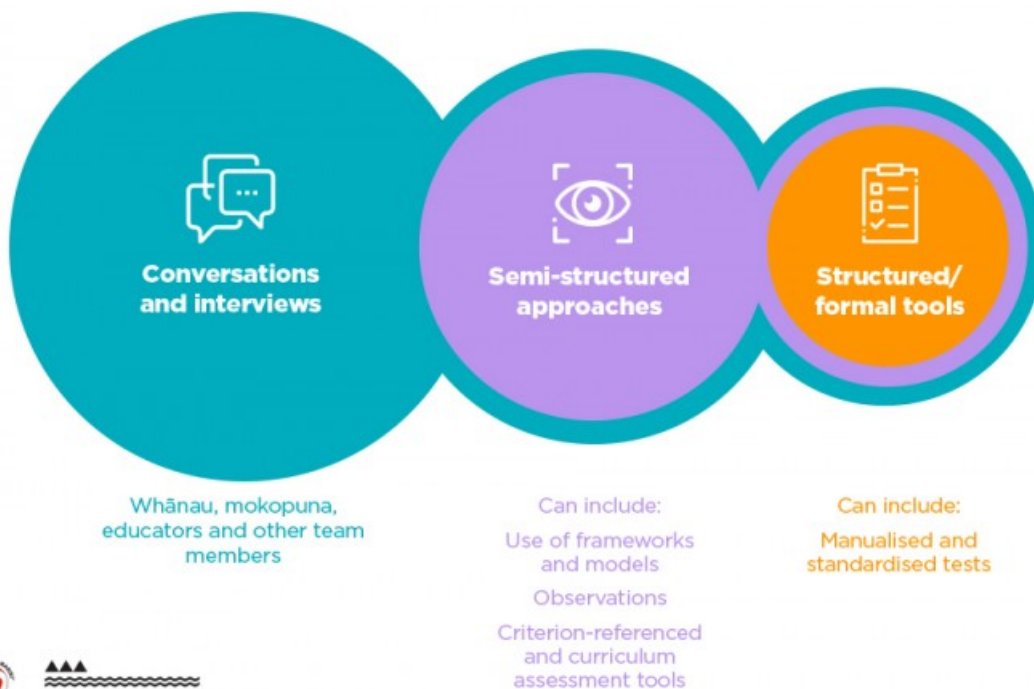 Conversations
and interviews
Semi-structured
approaches
Structured/
formal tools
Whānau, mokopuna,
educators and other team
members
Can include:
Use of frameworks
and models
Observations
Criterion-referenced
and curriculum
assessment tools
Can include:
Manualised and
standardised tests